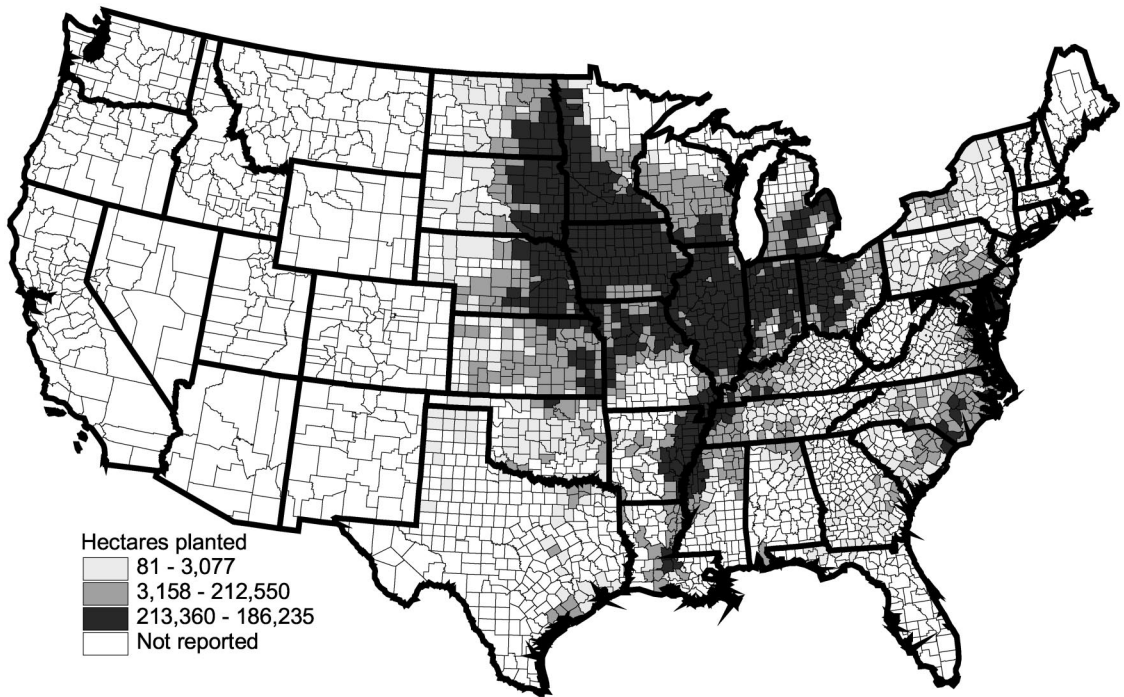 Hectares planted
81 - 3,077
3,158 - 212,550
213,360 - 186,235
Not reported